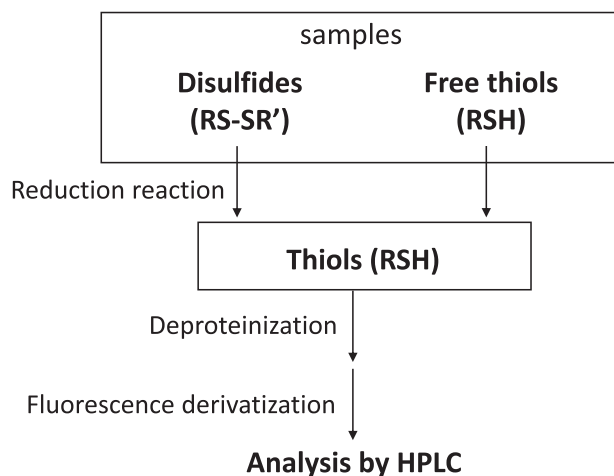 samples
Disulfides
(RS-SR’)
Free thiols
(RSH)
Reduction reaction
Thiols (RSH)
Deproteinization
Fluorescence derivatization
Analysis by HPLC